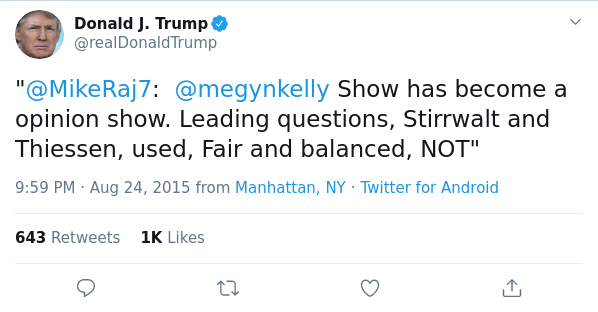 Donald J. Trump
@realDonaldTrump
"@MikeRaj7:  @megynkelly Show has become a
opinion show. Leading questions, Stirrwalt and
Thiessen, used, Fair and balanced, NOT"
9:59 PM · Aug 24, 2015 from Manhattan, NY · Twitter for Android
643 Retweets 1K Likes